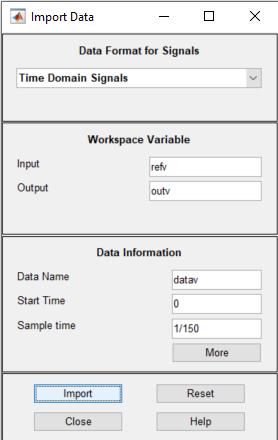 Import Data
Data Format for Signals
Time Domain Signals
Workspace Variable
Input refv
Output outv
Data Information
Data Name datav
Start Time 0
Sample time 1/150
More
Import Reset
Close Help